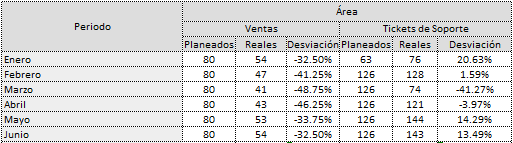 Periodo Área
Ventas Tickets de Soporte
Planeados Reales Desviación Planeados Reales Desviación
Enero 80 54 -32.50% 63 76 20.63%
Febrero 80 47 -41.25% 126 128 1.59%
Marzo 80 41 -48.75% 126 74 -41.27%
Abril 80 43 -46.25% 126 121 -3.97%
Mayo 80 53 -33.75% 126 144 14.29%
Junio 80 54 -32.50% 126 143 13.49%